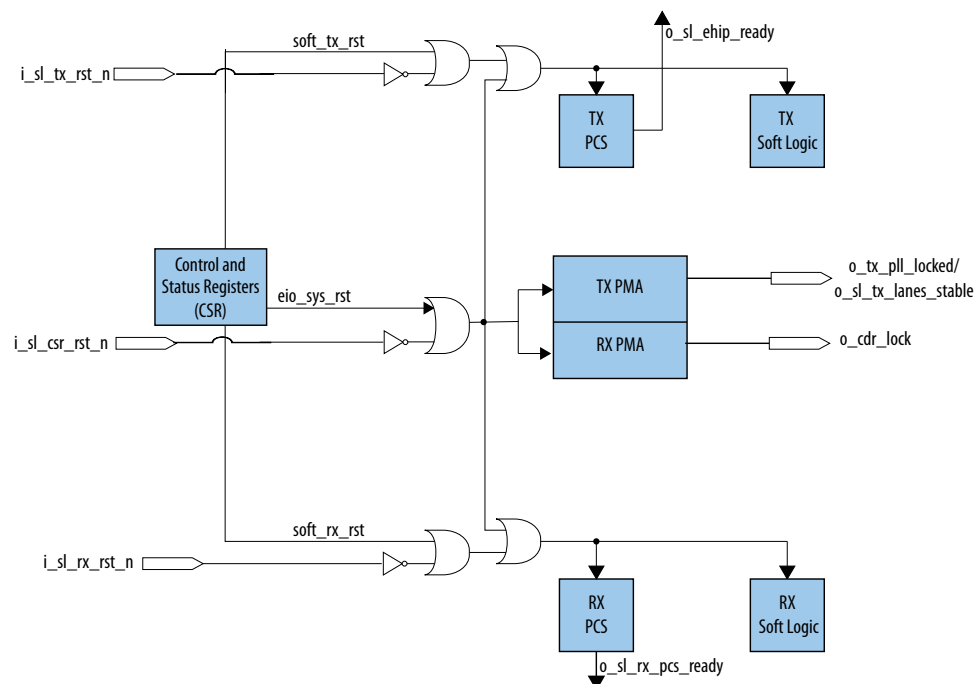 soft_tx_rst
o_sl_ehip_ready
i_sl_tx_rst_n
TX
PCS
TX
Soft Logic
Control and
Status Registers
(CSR)
eio_sys_rst
i_sl_csr_rst_n
TX PMA
RX PMA
o_tx_pll_locked/
o_sl_tx_lanes_stable
o_cdr_lock
soft_rx_rst
i_sl_rx_rst_n
RX
PCS
RX
Soft Logic
o_sl_rx_pcs_ready